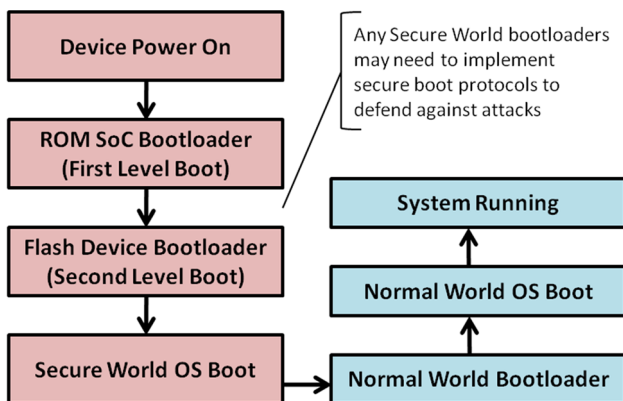 Device Power On
ROM SoC Bootloader
(First Level Boot)
Flash Device Bootloader
(Second Level Boot)
Secure World OS Boot
Any Secure World bootloaders
may need to implement
secure boot protocols to
defend against attacks
System Running
Normal World OS Boot
Normal World Bootloader